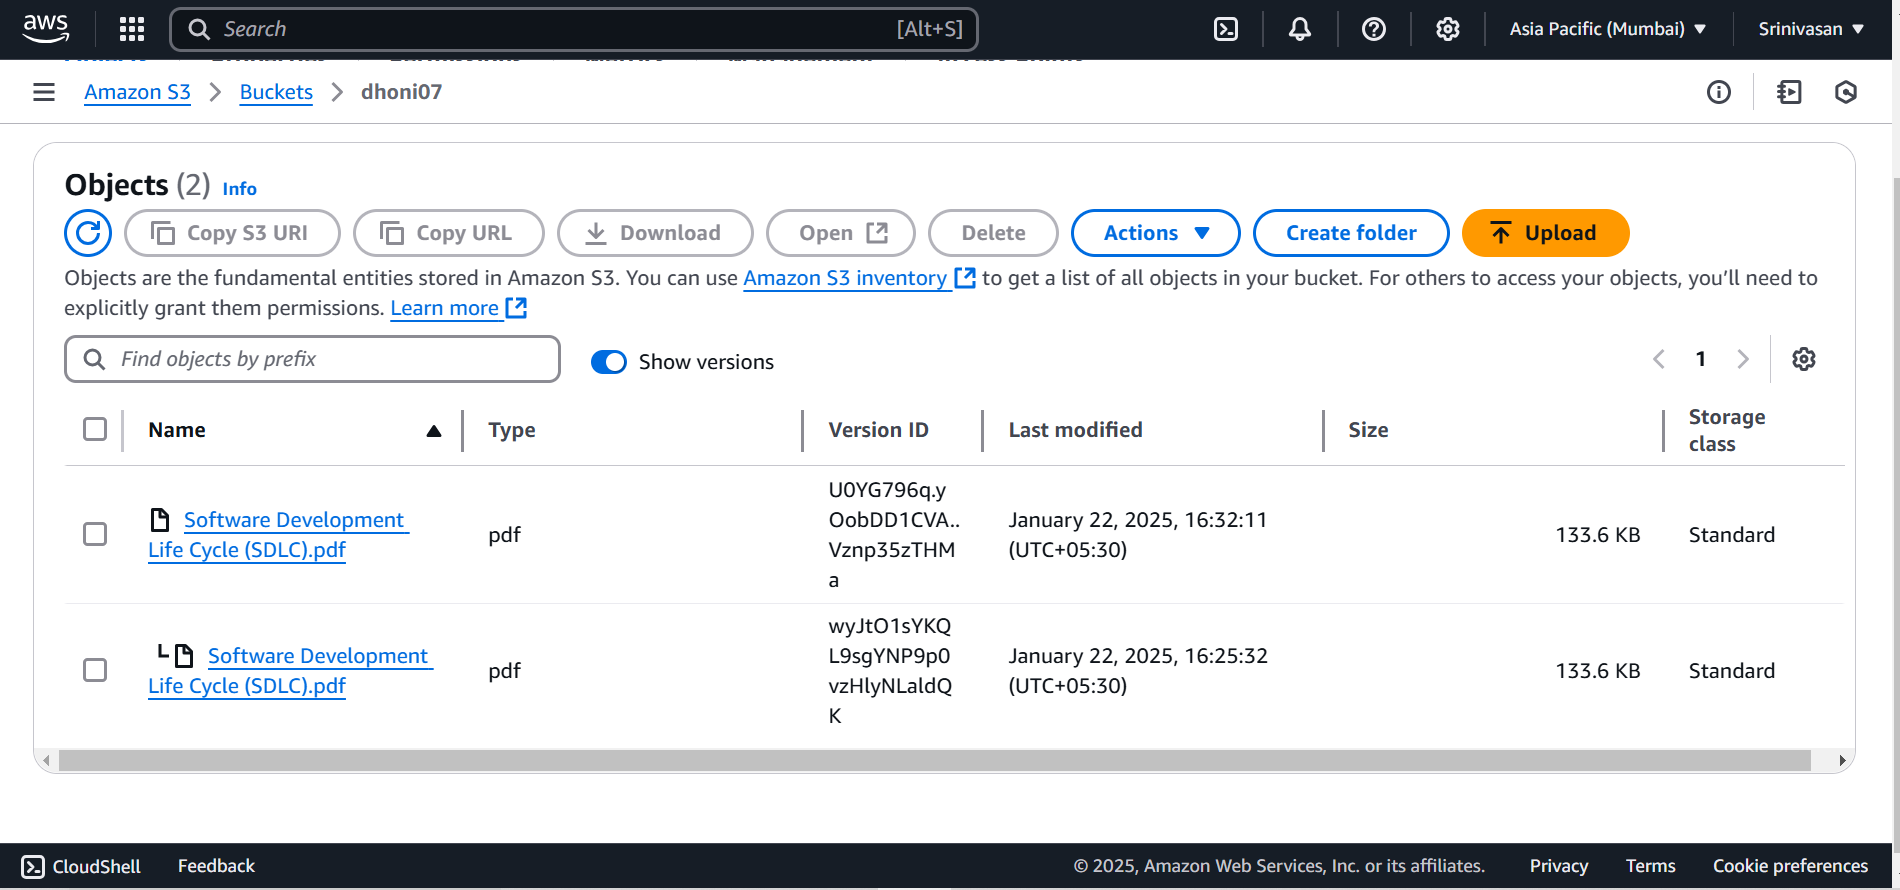 aws
Search [Alt+S]
Asia Pacific (Mumbai)
Srinivasan
Amazon S3
Buckets
dhoni07
Objects (2) Info
Copy S3 URI
Copy URL
Download
Open
Delete
Actions
Create folder
Upload
Objects are the fundamental entities stored in Amazon S3. You can use Amazon S3 inventory to get a list of all objects in your bucket. For others to access your objects, you’ll need to
explicitly grant them permissions. Learn more
Find objects by prefix
Show versions
1
Name
Type
Version ID
Last modified
Size
Storage
class
Software Development
Life Cycle (SDLC).pdf
pdf
U0YG796q.y
OobDD1CVA..
Vznp35zTHM
a
January 22, 2025, 16:32:11
(UTC+05:30)
133.6 KB
Standard
Software Development
Life Cycle (SDLC).pdf
pdf
wyJtO1sYKQ
L9sgYNP9p0
vzHlyNLaldQ
K
January 22, 2025, 16:25:32
(UTC+05:30)
133.6 KB
Standard
CloudShell
Feedback
© 2025, Amazon Web Services, Inc. or its affiliates.
Privacy
Terms
Cookie preferences